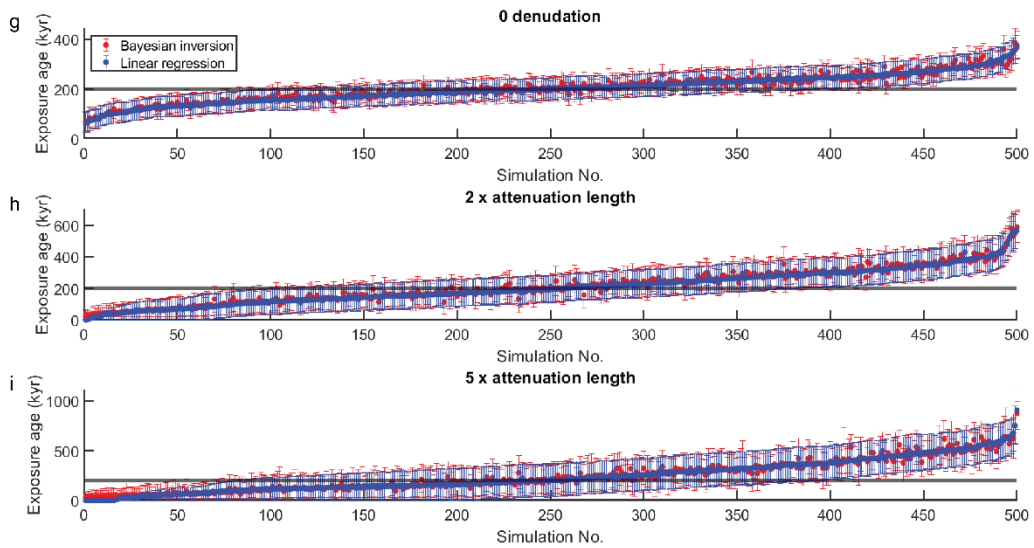 g
0 denudation
Exposure age (kyr)
400
200
0
Bayesian inversion
Linear regression
0 50 100 150 200 250 300 350 400 450 500
Simulation No.
h
2 x attenuation length
Exposure age (kyr)
600
400
200
0
0 50 100 150 200 250 300 350 400 450 500
Simulation No.
i
5 x attenuation length
Exposure age (kyr)
1000
500
0
0 50 100 150 200 250 300 350 400 450 500
Simulation No.